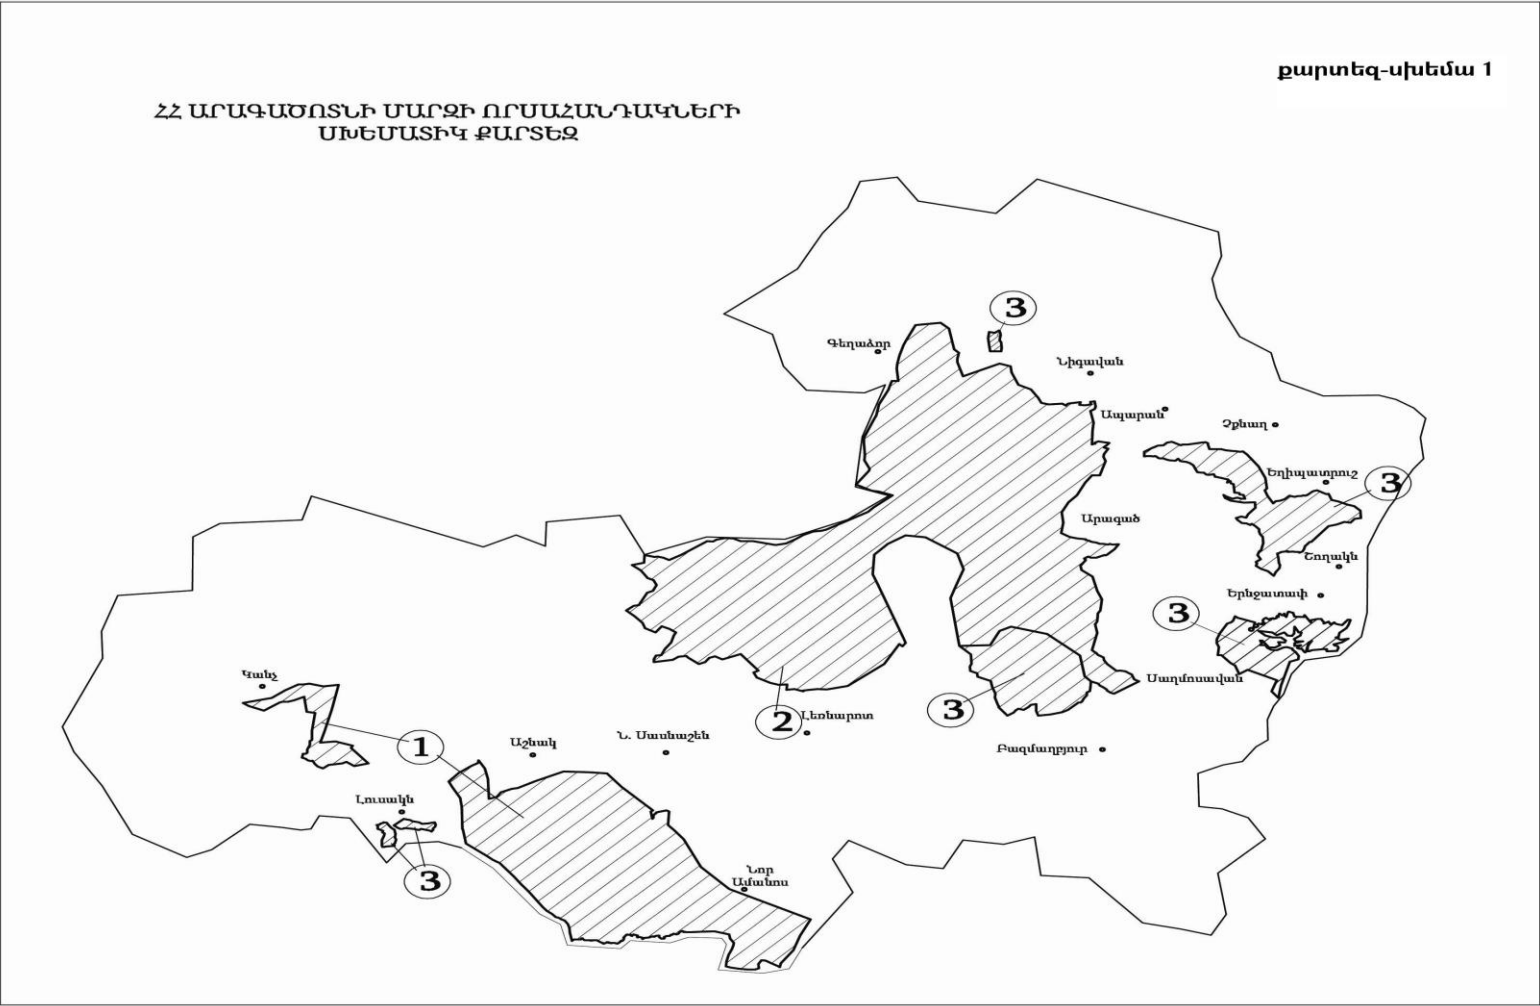 քարտեզ-սխեմա 1
ՀՀ ԱՐԱԳԱԾՈՏՆԻ ՄԱՐԶԻ ՈՐՍԱՀԱՆԴԱԿՆԵՐԻ
ՍԽԵՄԱՏԻԿ ՔԱՐՏԵԶ
3
Գեղաձոր
Նիգավան
Ապարան
Չքնաղ
Եղիպատրուշ
3
Արագած
Շողակն
Երնջատափ
3
Կանչ
Սաղմոսավան
3
2
Լեռնարոտ
Ն. Սասնաշեն
Աշնակ
1
Բազմաղբյուր
Լուսակն
3
Նոր
Ամանոս